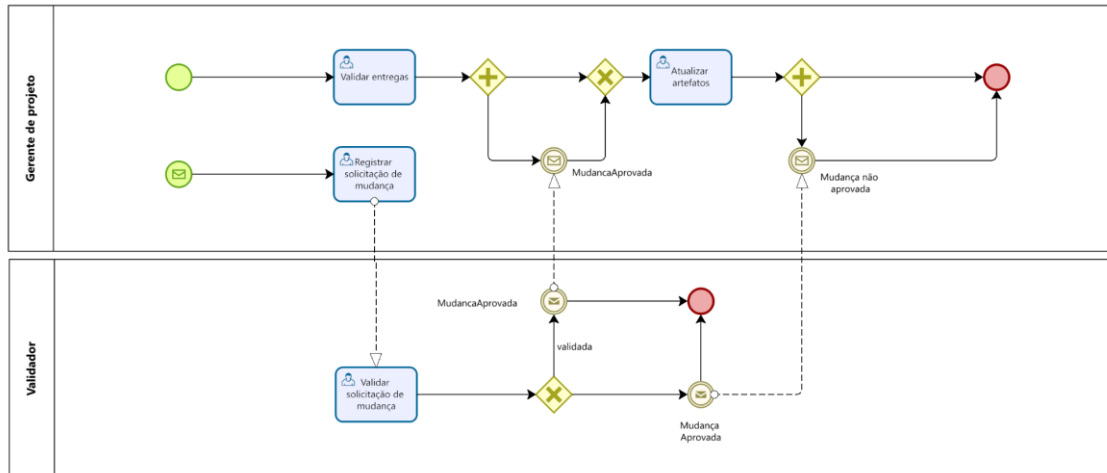 Gerente de projeto
Validar entregas
Atualizar
artefatos
Registrar
solicitação de
mudança
MudancaAprovada
Mudança não
aprovada
Validador
MudancaAprovada
validada
Validar
solicitação de
mudança
Mudança
Aprovada